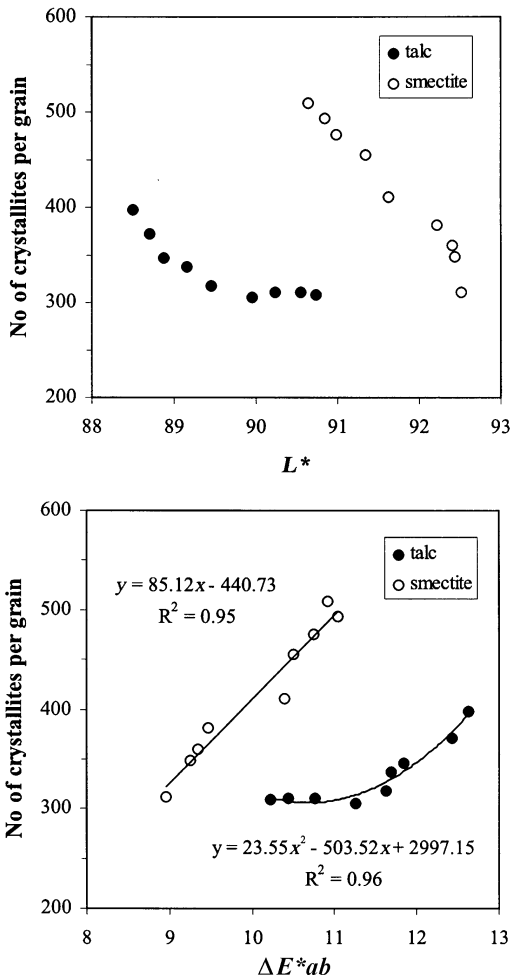 600
500
400
300
200
No of crystallites per grain
talc
smectite
88 89 90 91 92 93
L*
600
500
400
300
200
No of crystallites per grain
talc
smectite
y = 85.12x - 440.73
R² = 0.95
y = 23.55x² - 503.52x + 2997.15
R² = 0.96
8 9 10 11 12 13
ΔE*ab